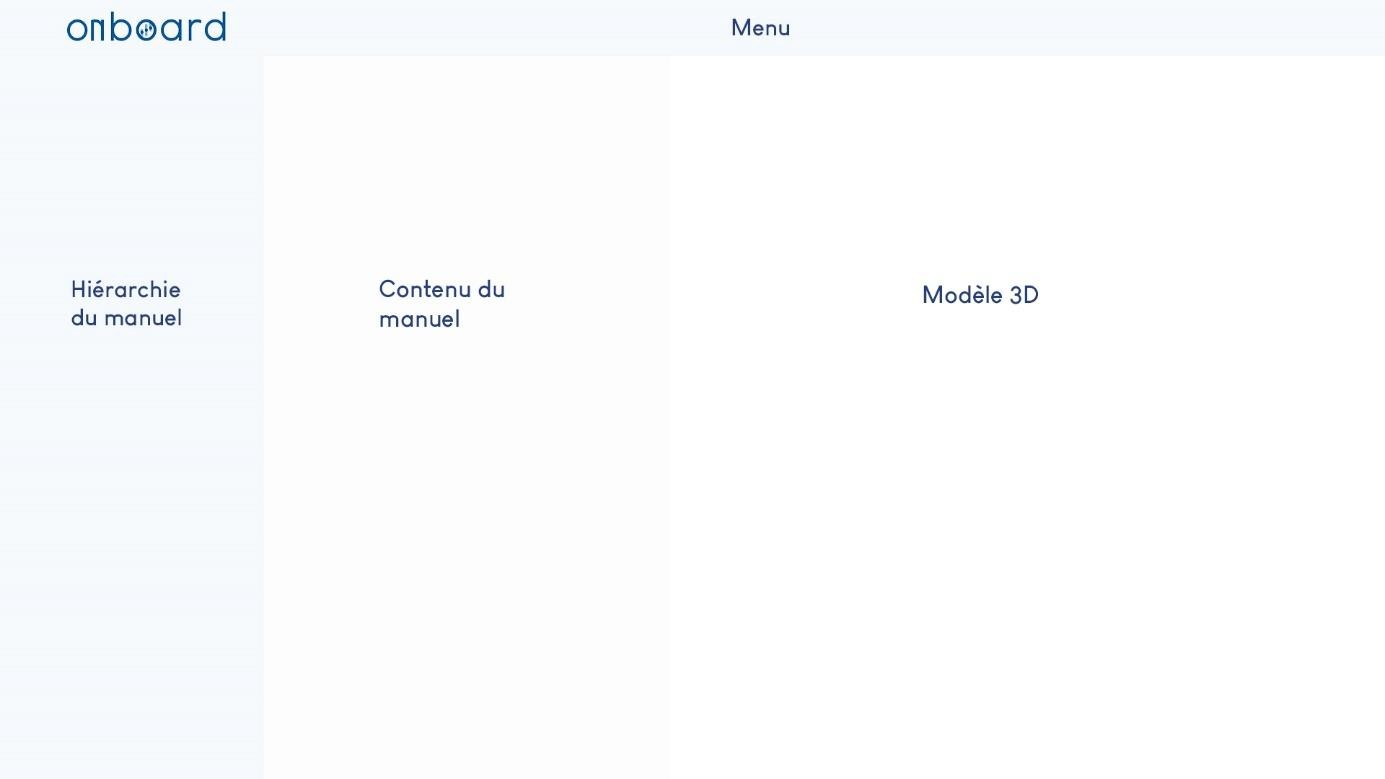 onboard
Menu
Hiérarchie
du manuel
Contenu du
manuel
Modèle 3D